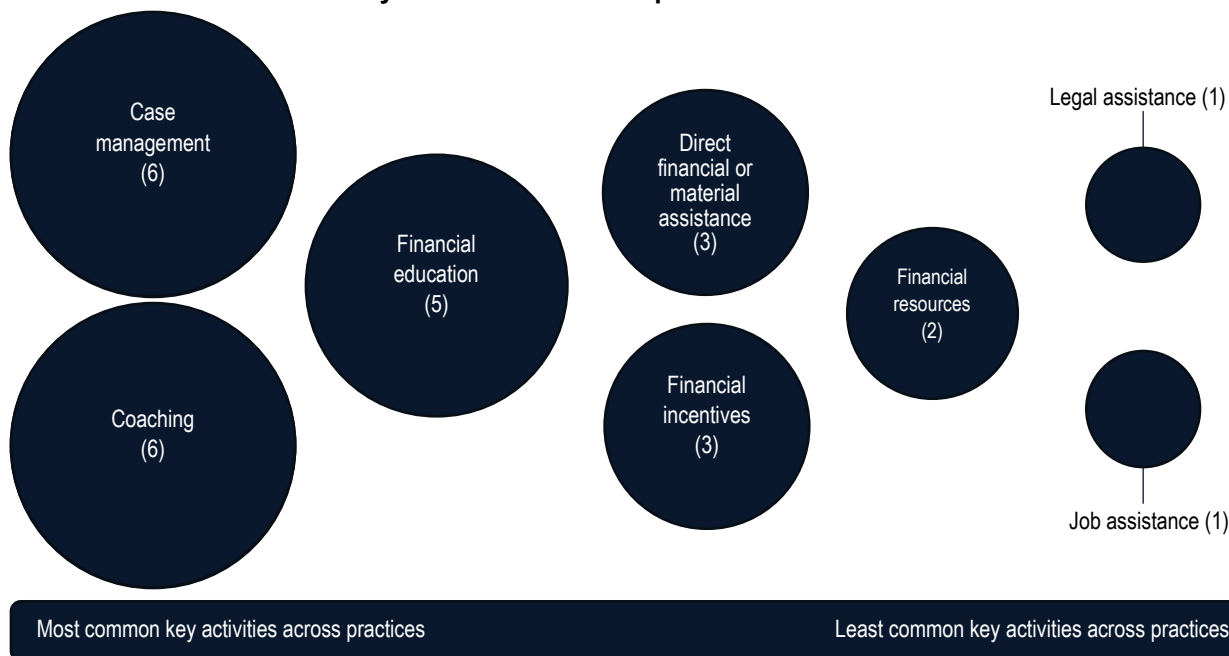 Case
management
(6)
Coaching
(6)
Financial
education
(5)
Direct
financial or
material
assistance
(3)
Financial
incentives
(3)
Financial
resources
(2)
Legal assistance (1)
Job assistance (1)
Most common key activities across practices
Least common key activities across practices